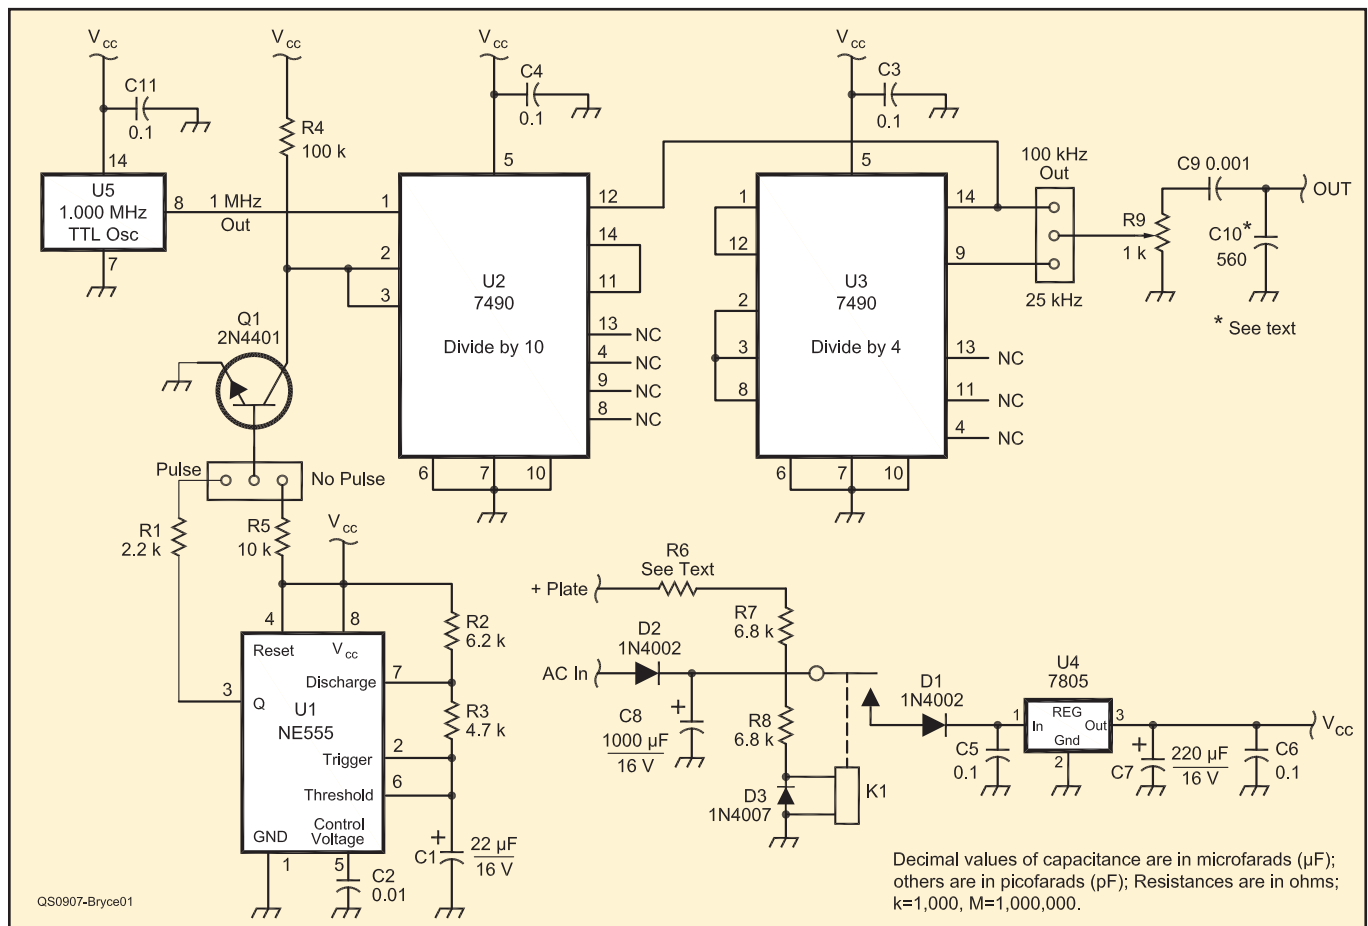 Vcc
Vcc
Vcc
Vcc
C11
0.1
R4
100 k
C4
0.1
C3
0.1
14
U5
1.000 MHz
TTL Osc
8
1 MHz
Out
7
5
1
2
3
U2
7490
Divide by 10
12
14
11
13
NC
4
NC
9
NC
8
NC
6
7
10
5
1
12
2
3
8
U3
7490
Divide by 4
14
9
13
NC
11
NC
4
NC
6
7
10
100 kHz
Out
25 kHz
R9
1 k
C9 0.001
OUT
C10*
560
* See text
Q1
2N4401
Pulse
No Pulse
R1
2.2 k
R5
10 k
Vcc
4
8
Reset
Vcc
R2
6.2 k
Discharge
7
3
Q
U1
NE555
R3
4.7 k
Trigger
2
Threshold
6
GND
Control
Voltage
1
5
C2
0.01
C1
+
22 µF
16 V
+ Plate
R6
See Text
R7
6.8 k
AC In
D2
1N4002
+
C8
1000 µF
16 V
R8
6.8 k
D3
1N4007
K1
D1
1N4002
U4
7805
1
REG
In
Out
Gnd
3
2
C5
0.1
+
C7
220 µF
16 V
C6
0.1
Vcc
Decimal values of capacitance are in microfarads (µF);
others are in picofarads (pF); Resistances are in ohms;
k=1,000, M=1,000,000.
QS0907-Bryce01